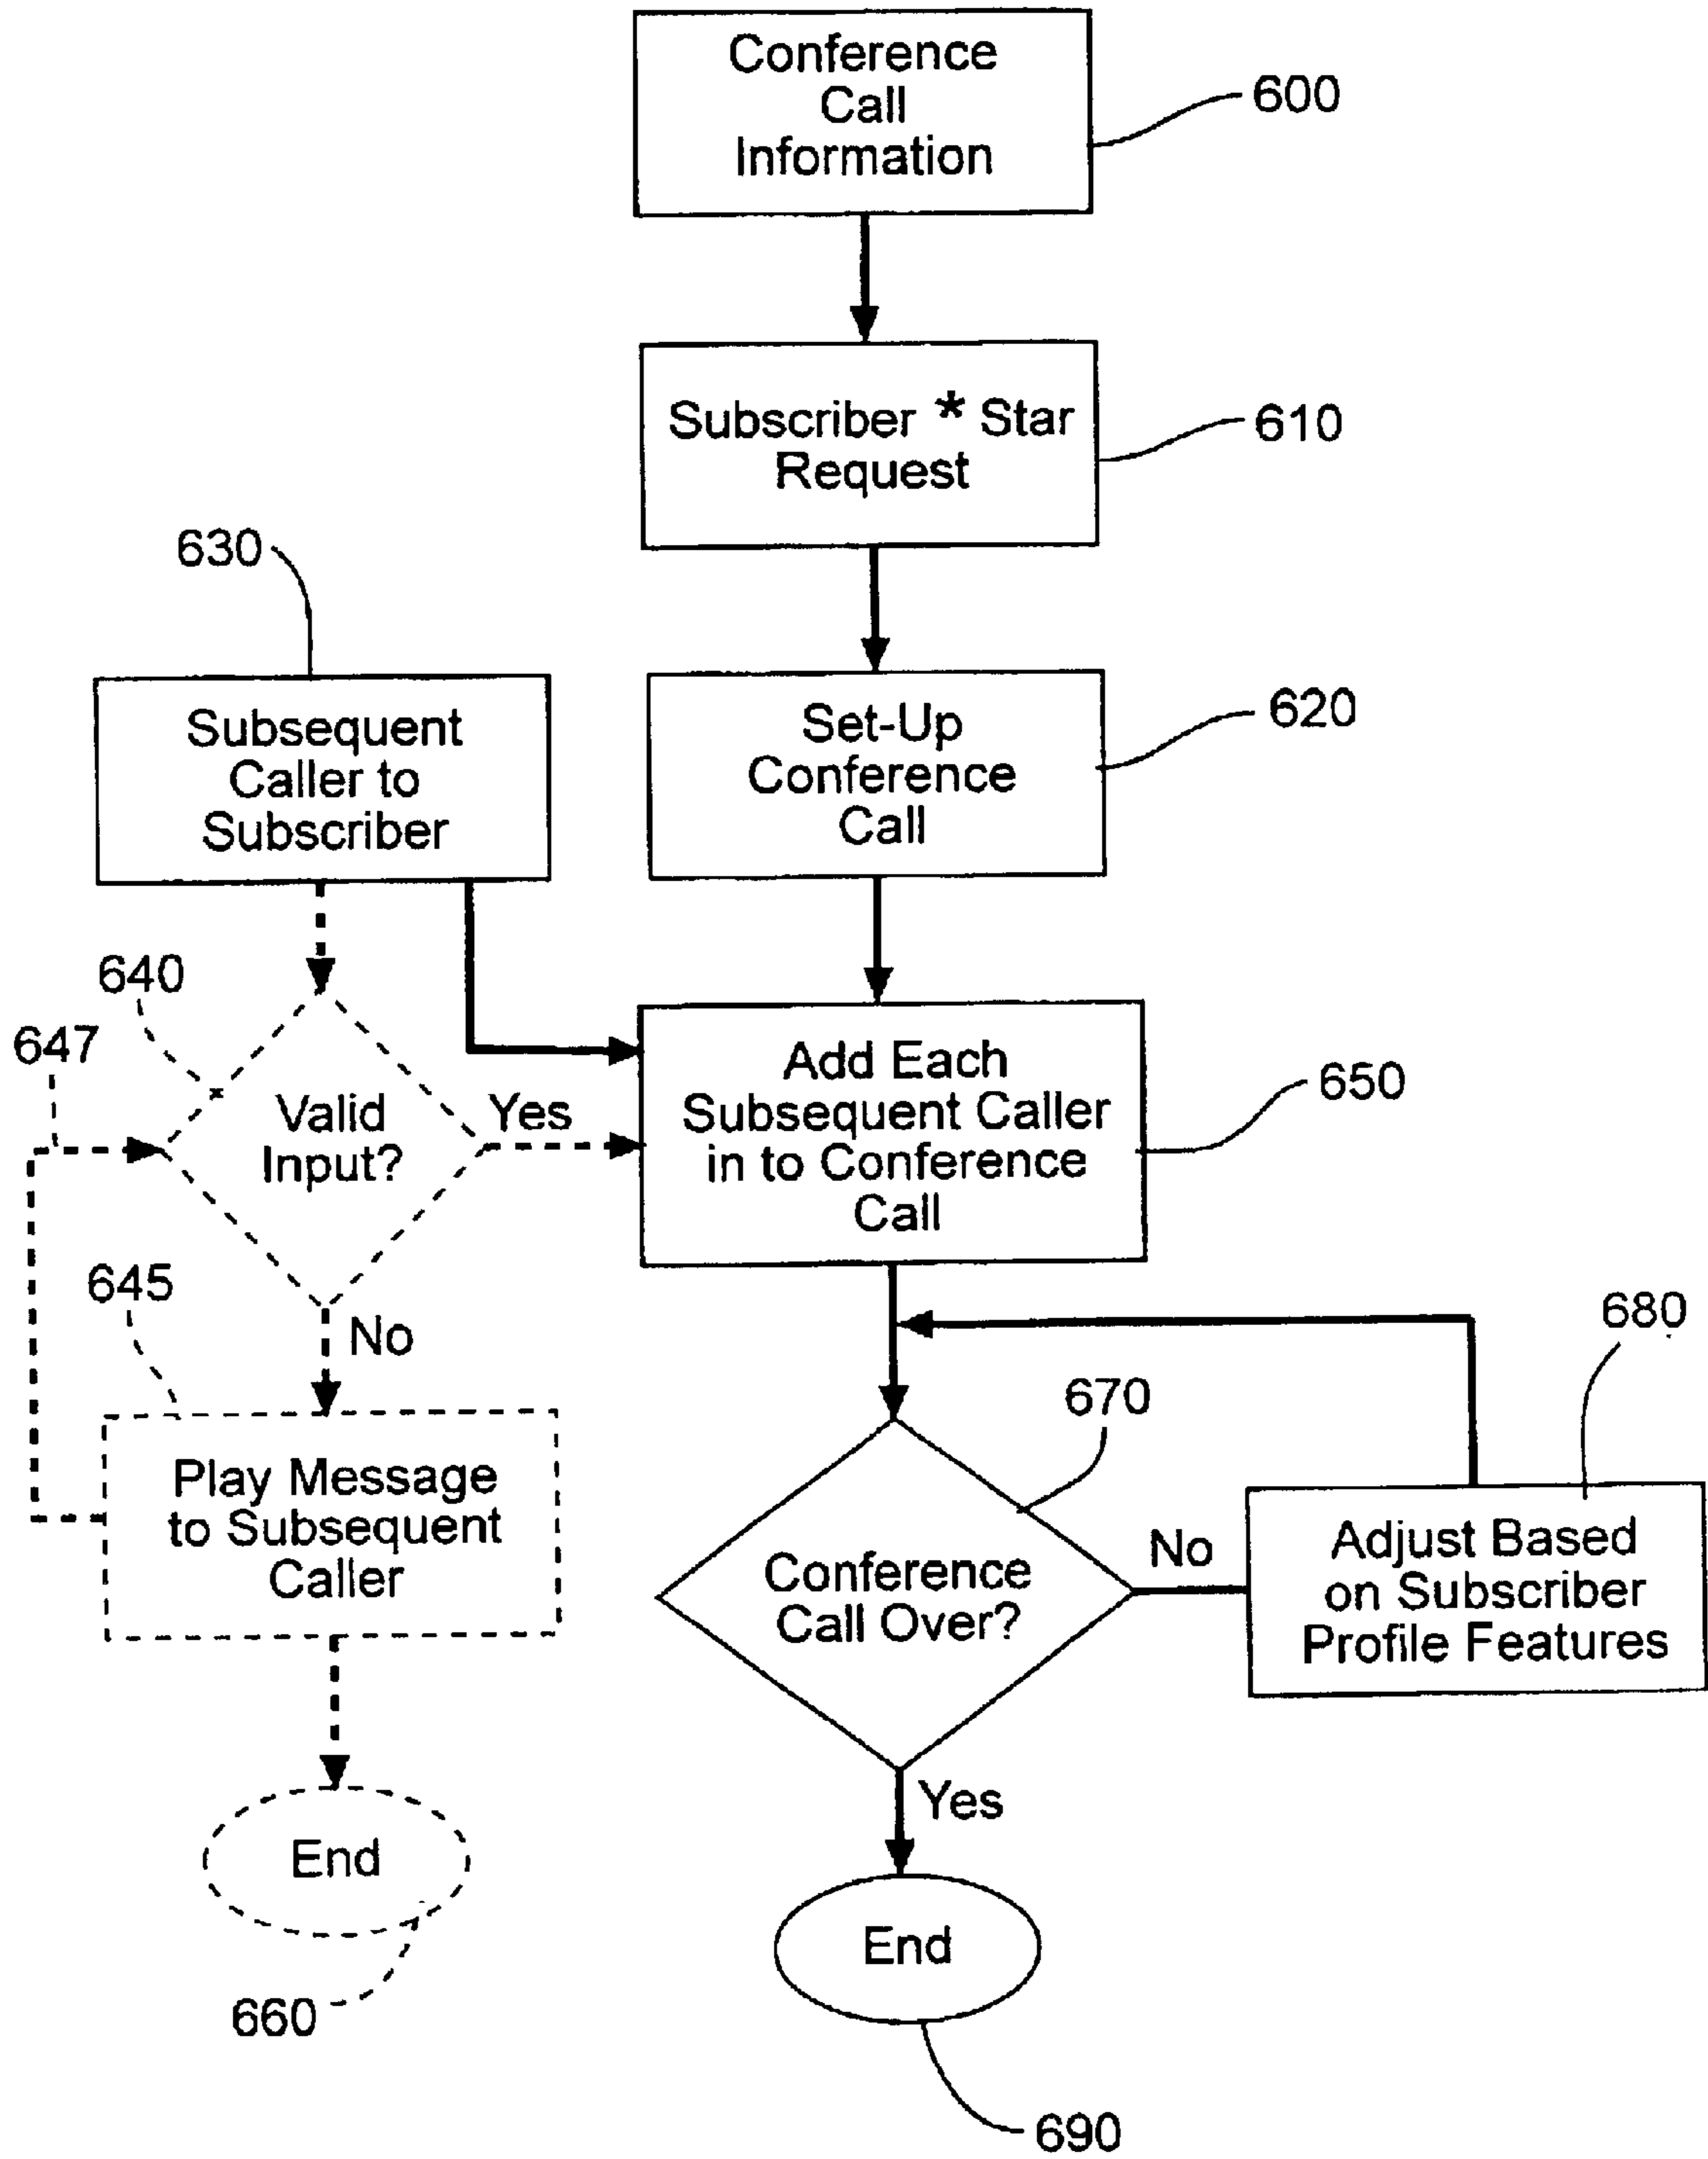 Conference
Call
Information
600
Subscriber * Star
Request
610
630
Subsequent
Caller to
Subscriber
Set-Up
Conference
Call
620
640
647
Valid
Input?
Yes
Add Each
Subsequent Caller
in to Conference
Call
650
645
No
680
670
Play Message
to Subsequent
Caller
Conference
Call Over?
No
Adjust Based
on Subscriber
Profile Features
Yes
End
660
End
690